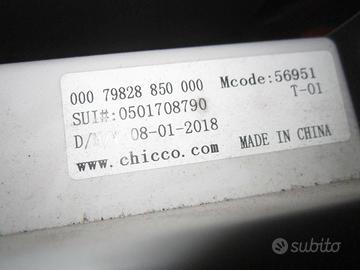 000 79828 850 000 Mcode:56951
SUI#:0501708790 T-01
08-01-2018
www.chicco.com MADE IN CHINA
subito